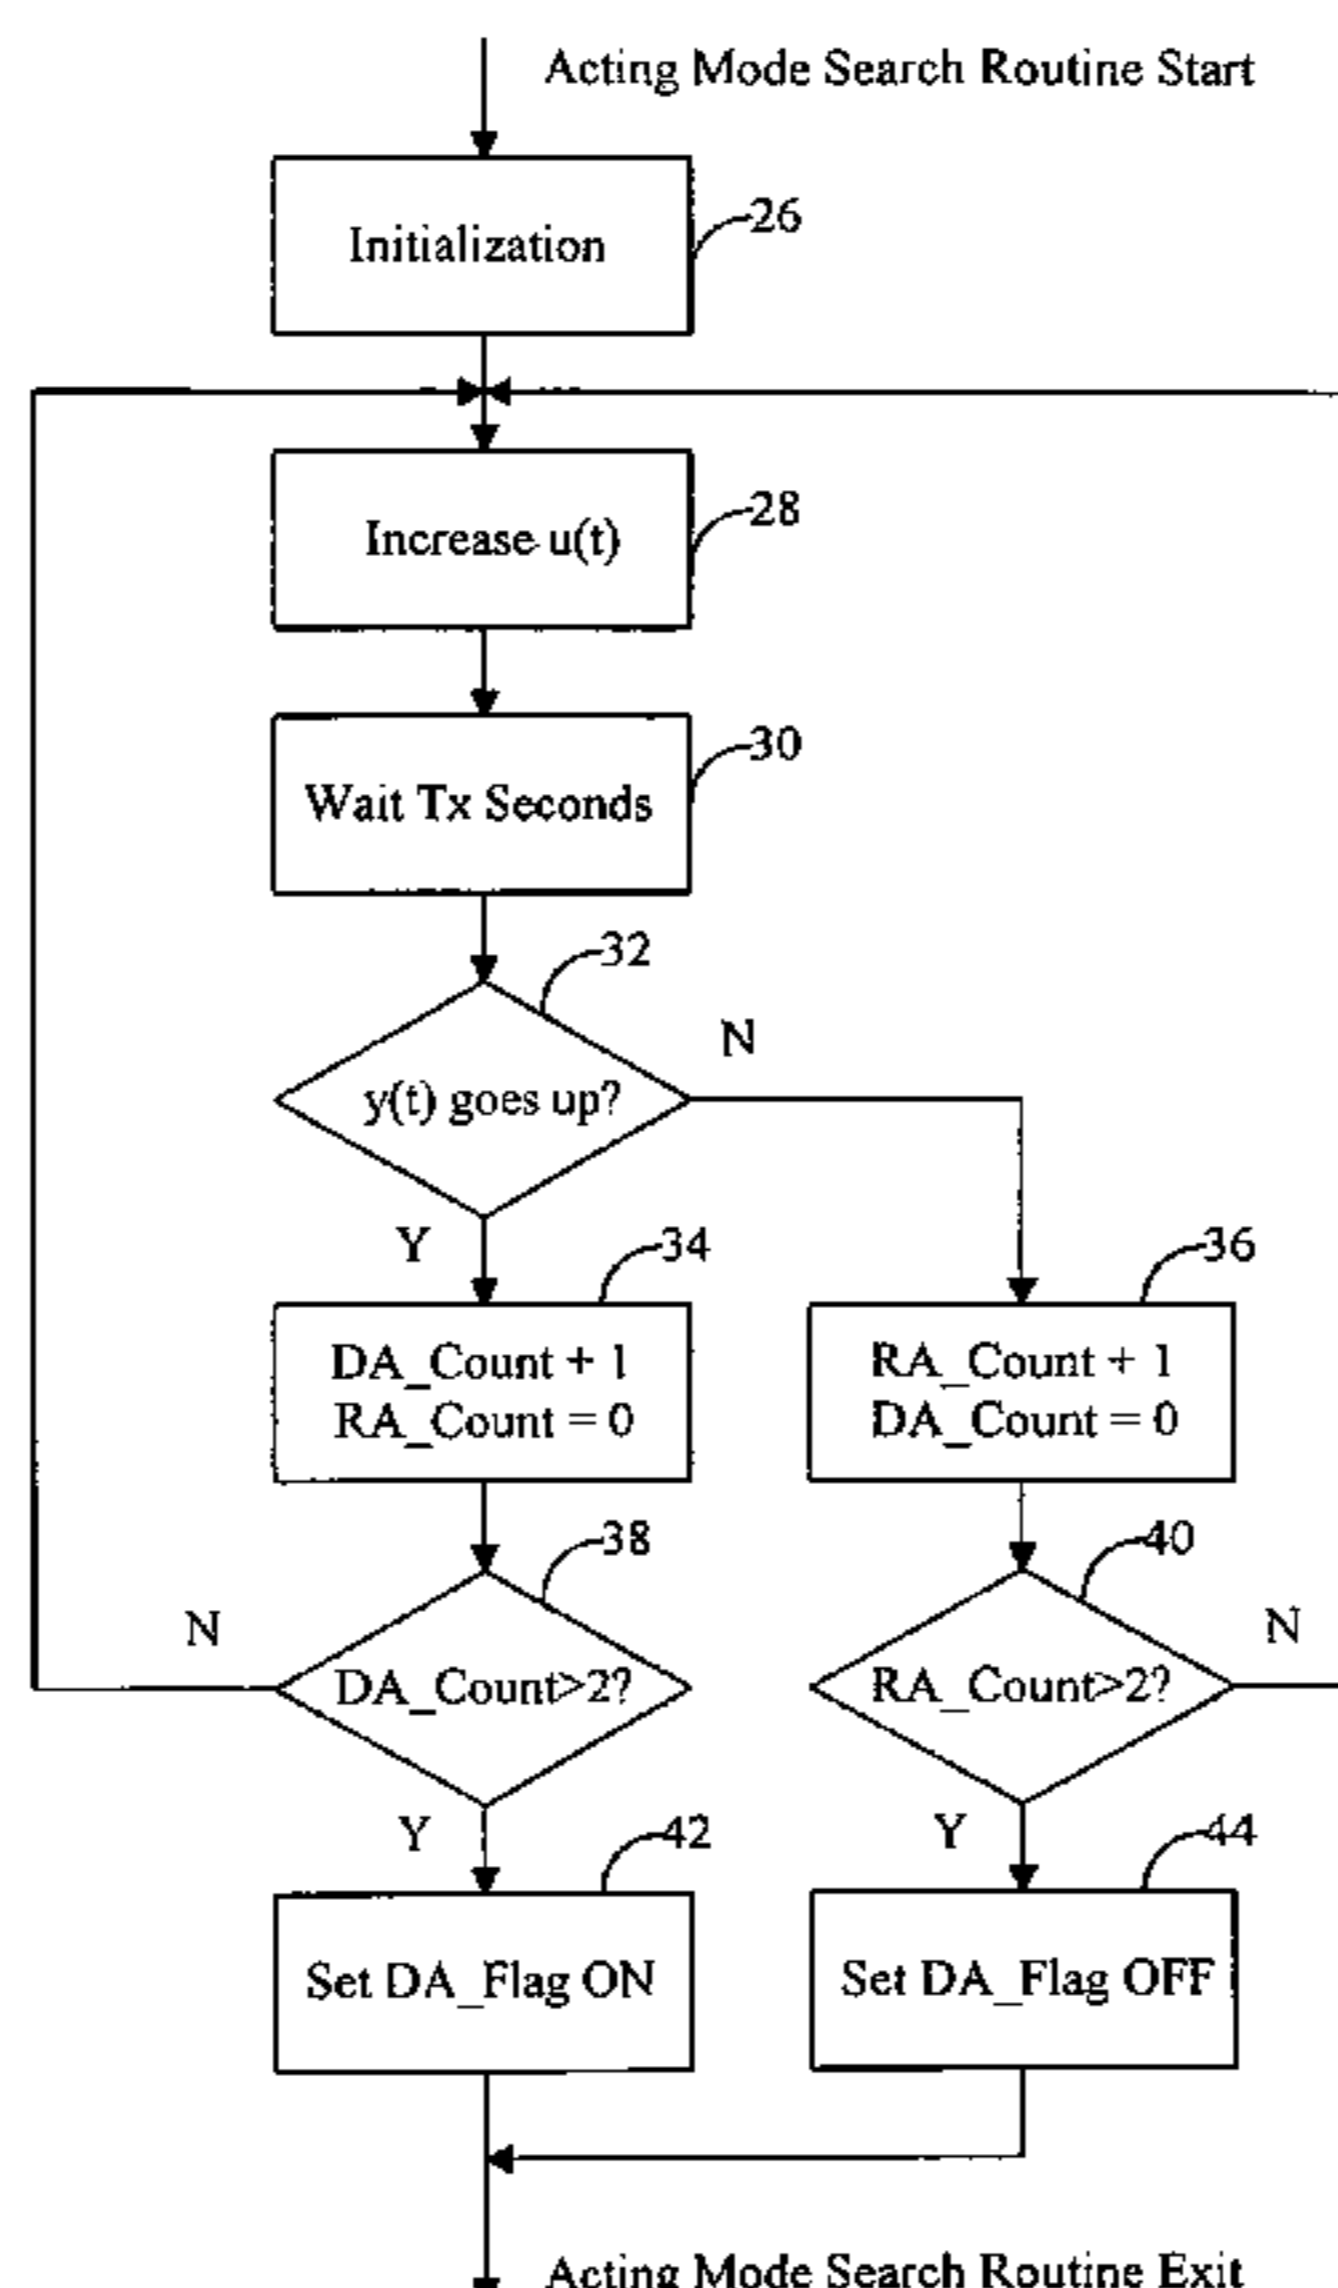 Acting Mode Search Routine Start
Initialization
26
Increase u(t)
28
Wait Tx Seconds
30
32
y(t) goes up?
N
Y
34
DA_Count + 1
RA_Count = 0
36
RA_Count + 1
DA_Count = 0
38
DA_Count>2?
N
Y
40
RA_Count>2?
N
Y
42
Set DA_Flag ON
44
Set DA_Flag OFF
Acting Mode Search Routine Exit